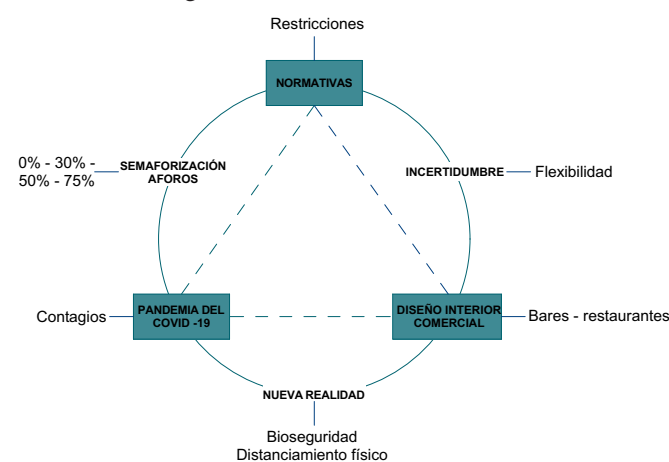 Restricciones
NORMATIVAS
0% - 30% -
50% - 75%
SEMAFORIZACIÓN
AFOROS
INCERTIDUMBRE
Flexibilidad
Contagios
PANDEMIA DEL
COVID -19
DISEÑO INTERIOR
COMERCIAL
Bares - restaurantes
NUEVA REALIDAD
Bioseguridad
Distanciamiento físico